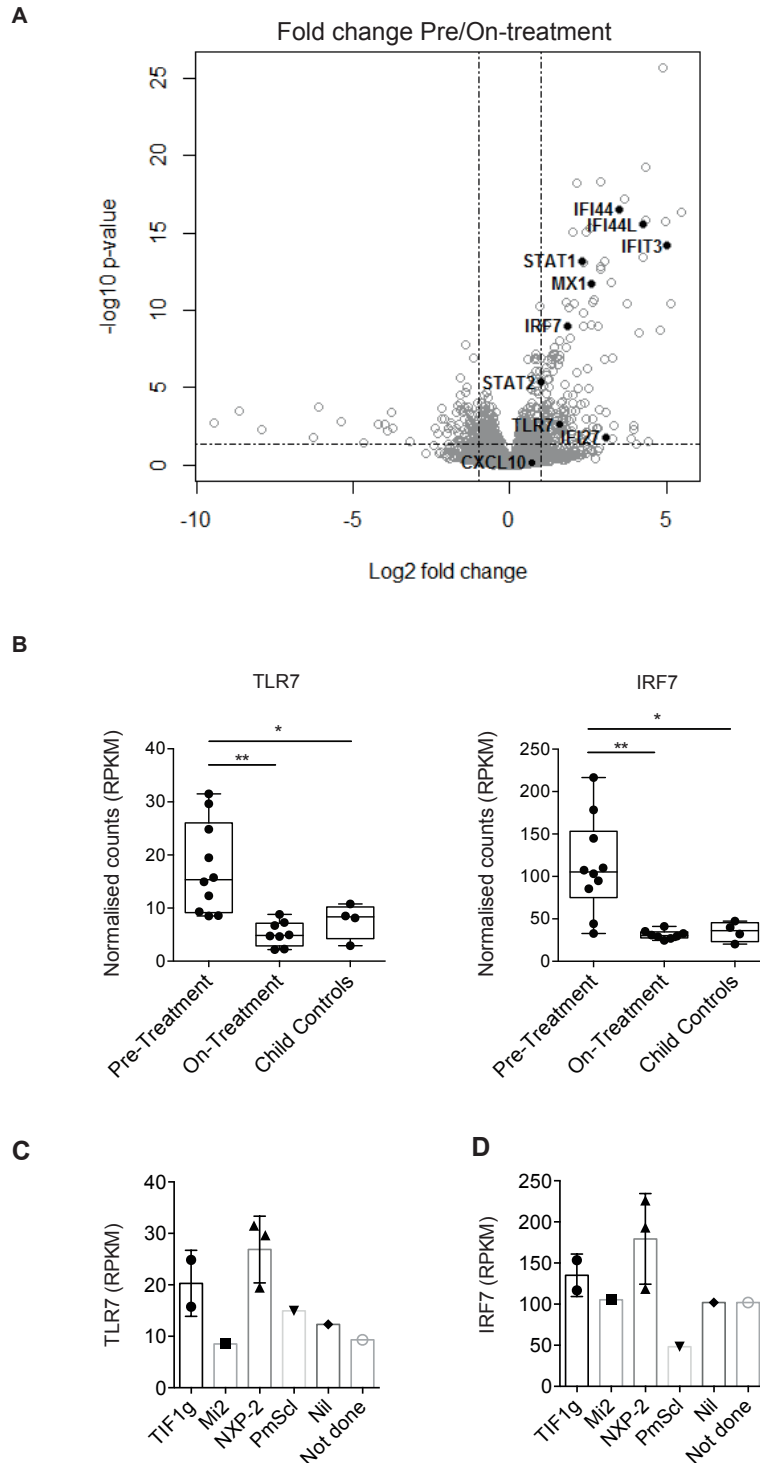 A
Fold change Pre/On-treatment
-log10 p-value
25
20
15
10
5
0
IFI44
IFI44L
IFIT3
STAT1
MX1
IRF7
STAT2
TLR7
IFI27
CXCL10
-10
-5
0
5
Log2 fold change
B
TLR7
Normalised counts (RPKM)
40
30
20
10
0
*
**
Pre-Treatment
On-Treatment
Child Controls
IRF7
Normalised counts (RPKM)
250
200
150
100
50
0
*
**
Pre-Treatment
On-Treatment
Child Controls
C
TLR7 (RPKM)
40
30
20
10
0
TIF1g
Mi2
NXP-2
PmScl
Nil
Not done
D
IRF7 (RPKM)
250
200
150
100
50
0
TIF1g
Mi2
NXP-2
PmScl
Nil
Not done